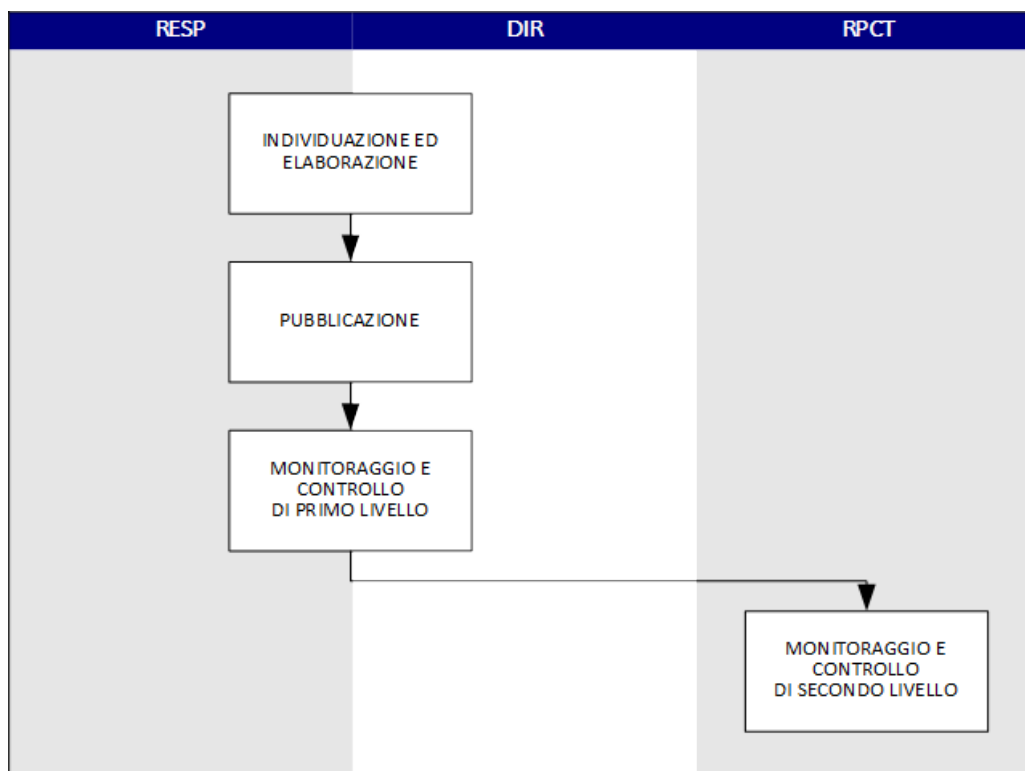 RESP
DIR
RPCT
INDIVIDUAZIONE ED
ELABORAZIONE
PUBBLICAZIONE
MONITORAGGIO E
CONTROLLO
DI PRIMO LIVELLO
MONITORAGGIO E
CONTROLLO
DI SECONDO LIVELLO